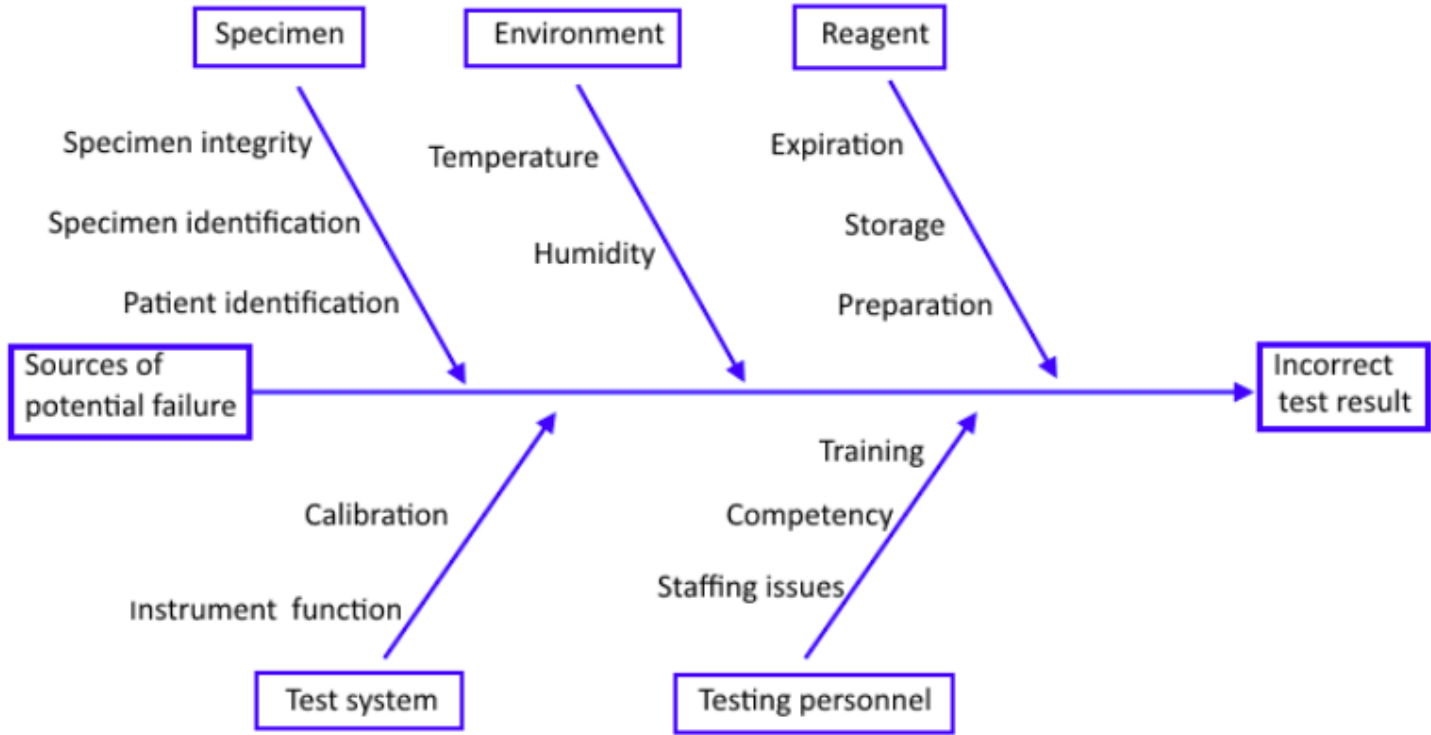 Specimen
Environment
Reagent
Specimen integrity
Temperature
Expiration
Specimen identification
Humidity
Storage
Patient identification
Preparation
Sources of
potential failure
Incorrect
test result
Training
Calibration
Competency
Staffing issues
Instrument function
Test system
Testing personnel